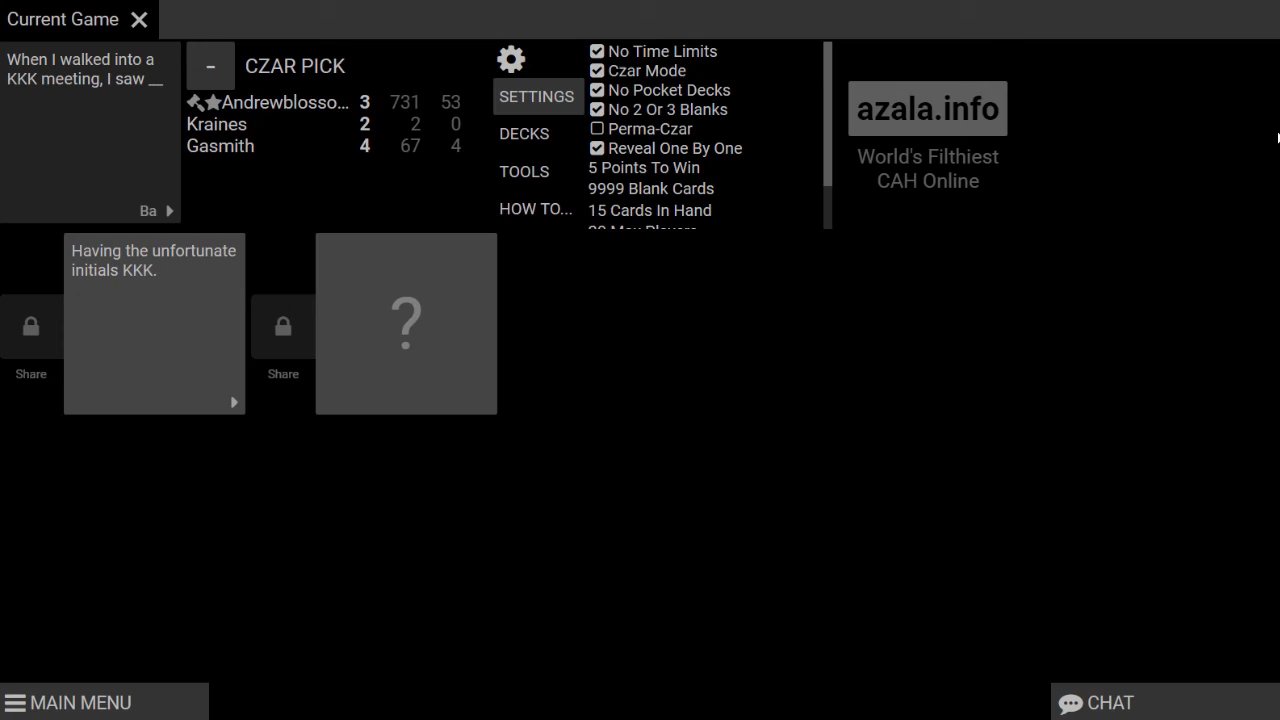 Current Game
When I walked into a
KKK meeting, I saw __
Ba
-
CZAR PICK
Andrewblosso... 3 731 53
Kraines 2 2 0
Gasmith 4 67 4
SETTINGS
DECKS
TOOLS
HOW TO...
No Time Limits
Czar Mode
No Pocket Decks
No 2 Or 3 Blanks
Perma-Czar
Reveal One By One
5 Points To Win
9999 Blank Cards
15 Cards In Hand
azala.info
World's Filthiest
CAH Online
Share
Having the unfortunate
initials KKK.
Share
?
MAIN MENU
CHAT